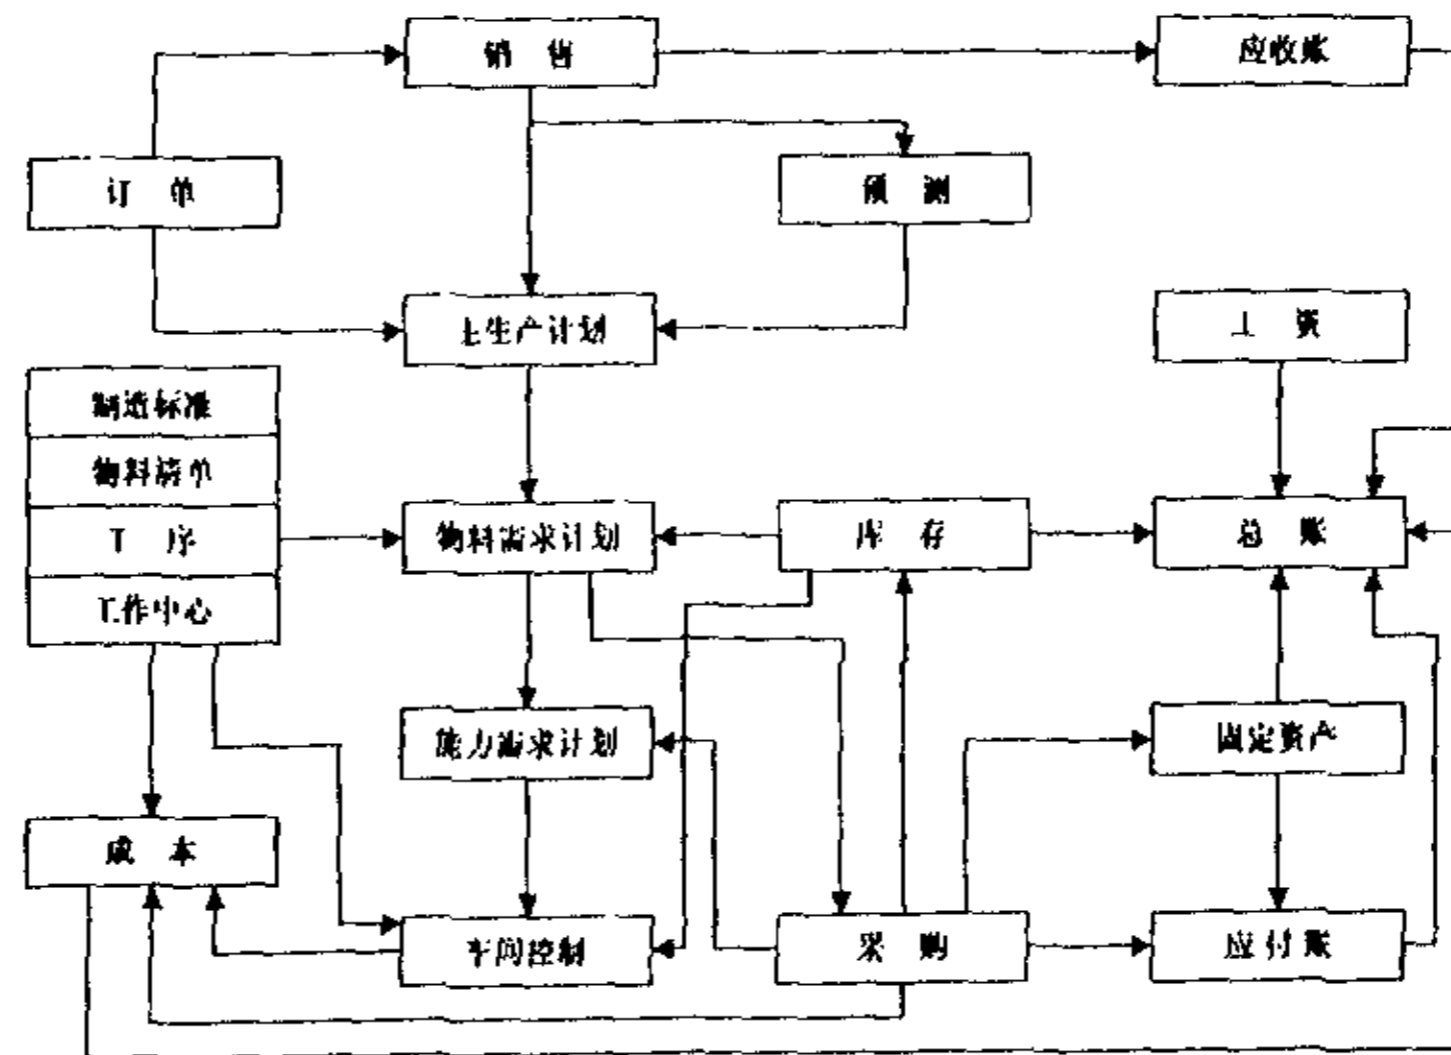 销 售
应收账
订 单
预 测
主生产计划
工 资
制造标准
物料清单
工 序
物料需求计划
库 存
总 账
工作中心
能力需求计划
固定资产
成 本
车间控制
采 购
应付账